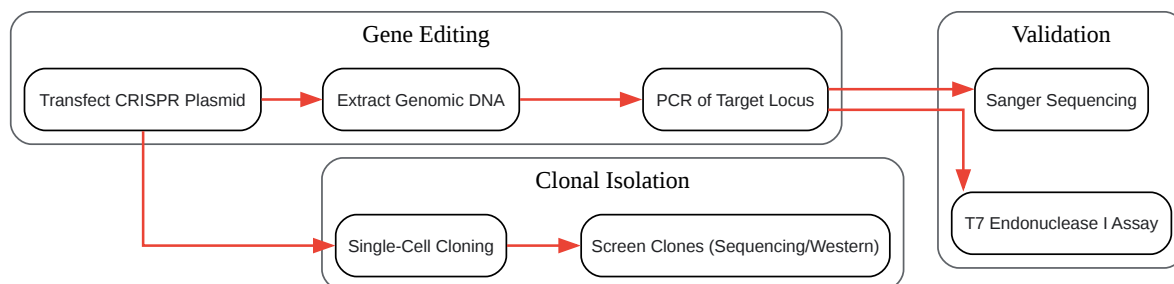 Gene Editing
Validation
Transfect CRISPR Plasmid
Extract Genomic DNA
PCR of Target Locus
Sanger Sequencing
Clonal Isolation
T7 Endonuclease I Assay
Single-Cell Cloning
Screen Clones (Sequencing/Western)